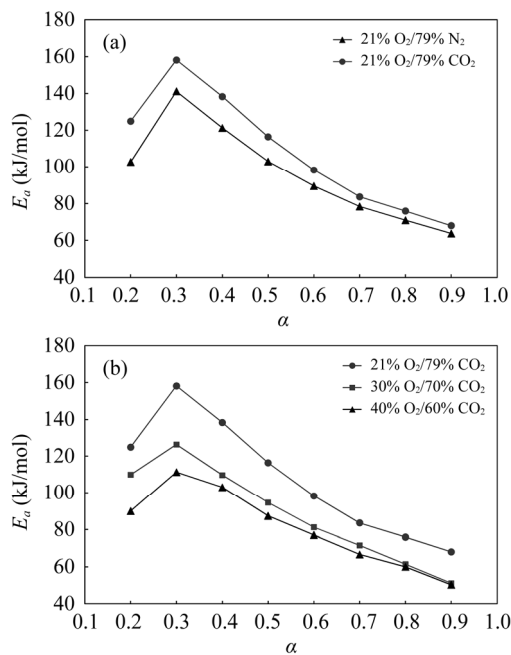 180
(a)
21% O₂/79% N₂
160
21% O₂/79% CO₂
140
120
100
80
60
40
Eₐ (kJ/mol)
0.1 0.2 0.3 0.4 0.5 0.6 0.7 0.8 0.9 1.0
α
180
(b)
21% O₂/79% CO₂
160
30% O₂/70% CO₂
140
40% O₂/60% CO₂
120
100
80
60
40
Eₐ (kJ/mol)
0.1 0.2 0.3 0.4 0.5 0.6 0.7 0.8 0.9 1.0
α